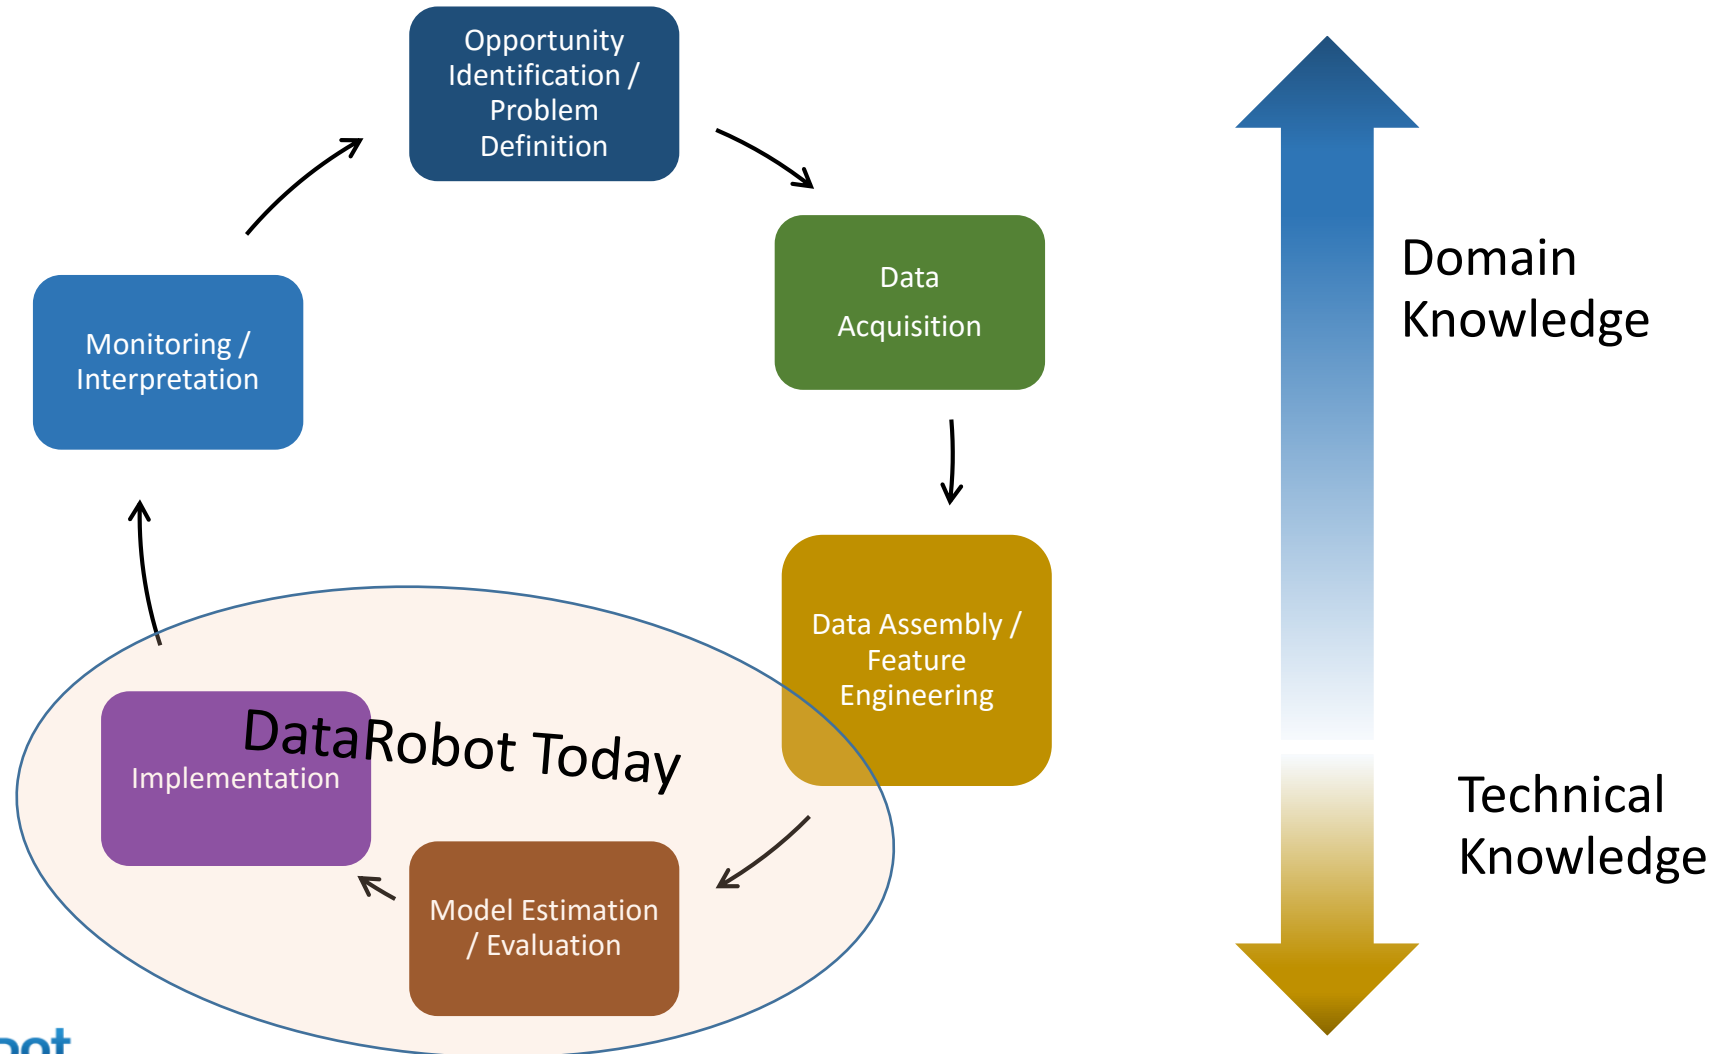 Opportunity
Identification /
Problem
Definition
Data
Acquisition
Domain
Knowledge
Monitoring /
Interpretation
Data Assembly /
Feature
Engineering
DataRobot Today
Implementation
Technical
Knowledge
Model Estimation
/ Evaluation